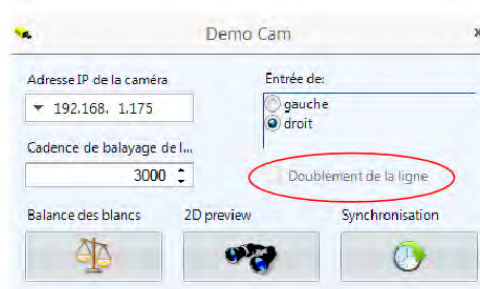 Demo Cam
Adresse IP de la caméra
192.168. 1.175
Entrée de:
gauche
droit
Cadence de balayage de l...
3000
Doublement de la ligne
Balance des blancs
2D preview
Synchronisation